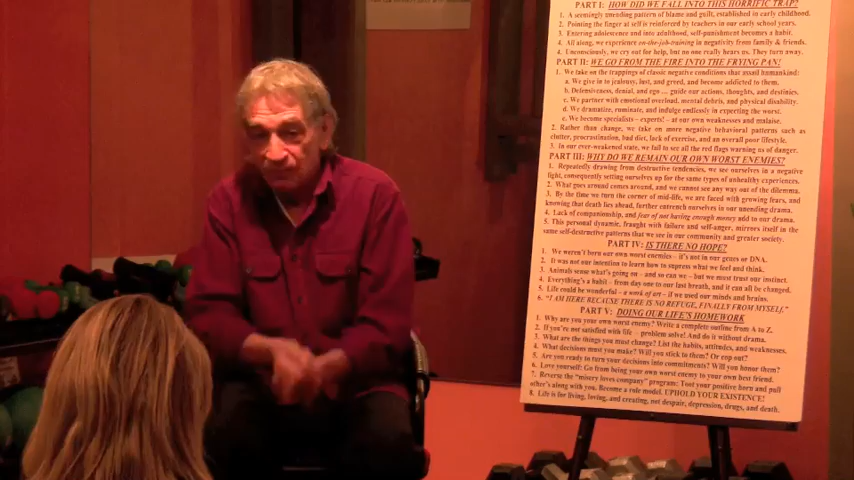 PART I: HOW DID WE FALL INTO THIS HORRIFIC TRAP?
1. A seemingly unending pattern of blame and guilt, established in early childhood.
2. Pointing the finger at self is reinforced by teachers in our early school years.
3. Entering adolescence and into adulthood, self-punishment becomes a habit.
4. All along, we experience on-the-job-training in negativity from family & friends.
5. Unconsciously, we cry out for help, but no one really hears us. They turn away.
PART II: WE GO FROM THE FIRE INTO THE FRYING PAN!
1. We take on the trappings of classic negative conditions that assail humankind:
a. We give in to jealousy, lust, and greed, and become addicted to them.
b. Defensiveness, denial, and ego... guide our actions, thoughts, and destinies.
c. We partner with emotional overload, mental debris, and physical disability.
d. We dramatize, ruminate, and indulge endlessly in expecting the worst.
e. We become specialists – experts! – at our own weaknesses and malaise.
2. Rather than change, we take on more negative behavioral patterns such as
clutter, procrastination, bad diet, lack of exercise, and an overall poor lifestyle.
3. In our ever-weakened state, we fail to see all the red flags warning us of danger.
PART III: WHY DO WE REMAIN OUR OWN WORST ENEMIES?
1. Repeatedly drawing from destructive tendencies, we see ourselves in a negative
light, consequently setting ourselves up for the same types of unhealthy experiences.
2. What goes around comes around, and we cannot see any way out of the dilemma.
3. By the time we turn the corner of mid-life, we are faced with growing fears, and
knowing that death lies ahead, further entrench ourselves in our unending drama.
4. Lack of companionship, and fear of not having enough money add to our drama.
5. This personal dynamic, fraught with failure and self-anger, mirrors itself in the
same self-destructive patterns that we see in our community and greater society.
PART IV: IS THERE NO HOPE?
1. We weren't born our own worst enemies – it's not in our genes or DNA.
2. It was not our intention to learn how to supress what we feel and think.
3. Animals sense what's going on – and so can we – but we must trust our instinct.
4. Everything's a habit – from day one to our last breath, and it can all be changed.
5. Life could be wonderful – a work of art – if we used our minds and brains.
6. "I AM HERE BECAUSE THERE IS NO REFUGE, FINALLY FROM MYSELF."
PART V: DOING OUR LIFE'S HOMEWORK
1. Why are you your own worst enemy? Write a complete outline from A to Z.
2. If you're not satisfied with life – problem solve! And do it without drama.
3. What are the things you must change? List the habits, attitudes, and weaknesses.
4. What decisions must you make? Will you stick to them? Or cop out?
5. Are you ready to turn your decisions into commitments? Will you honor them?
6. Love yourself! Go from being your own worst enemy to your own best friend.
7. Reverse the "misery loves company" program: Toot your positive horn and pull
other's along with you. Become a role model. UPHOLD YOUR EXISTENCE!
8. Life is for living, loving, and creating, not despair, depression, drugs, and death.